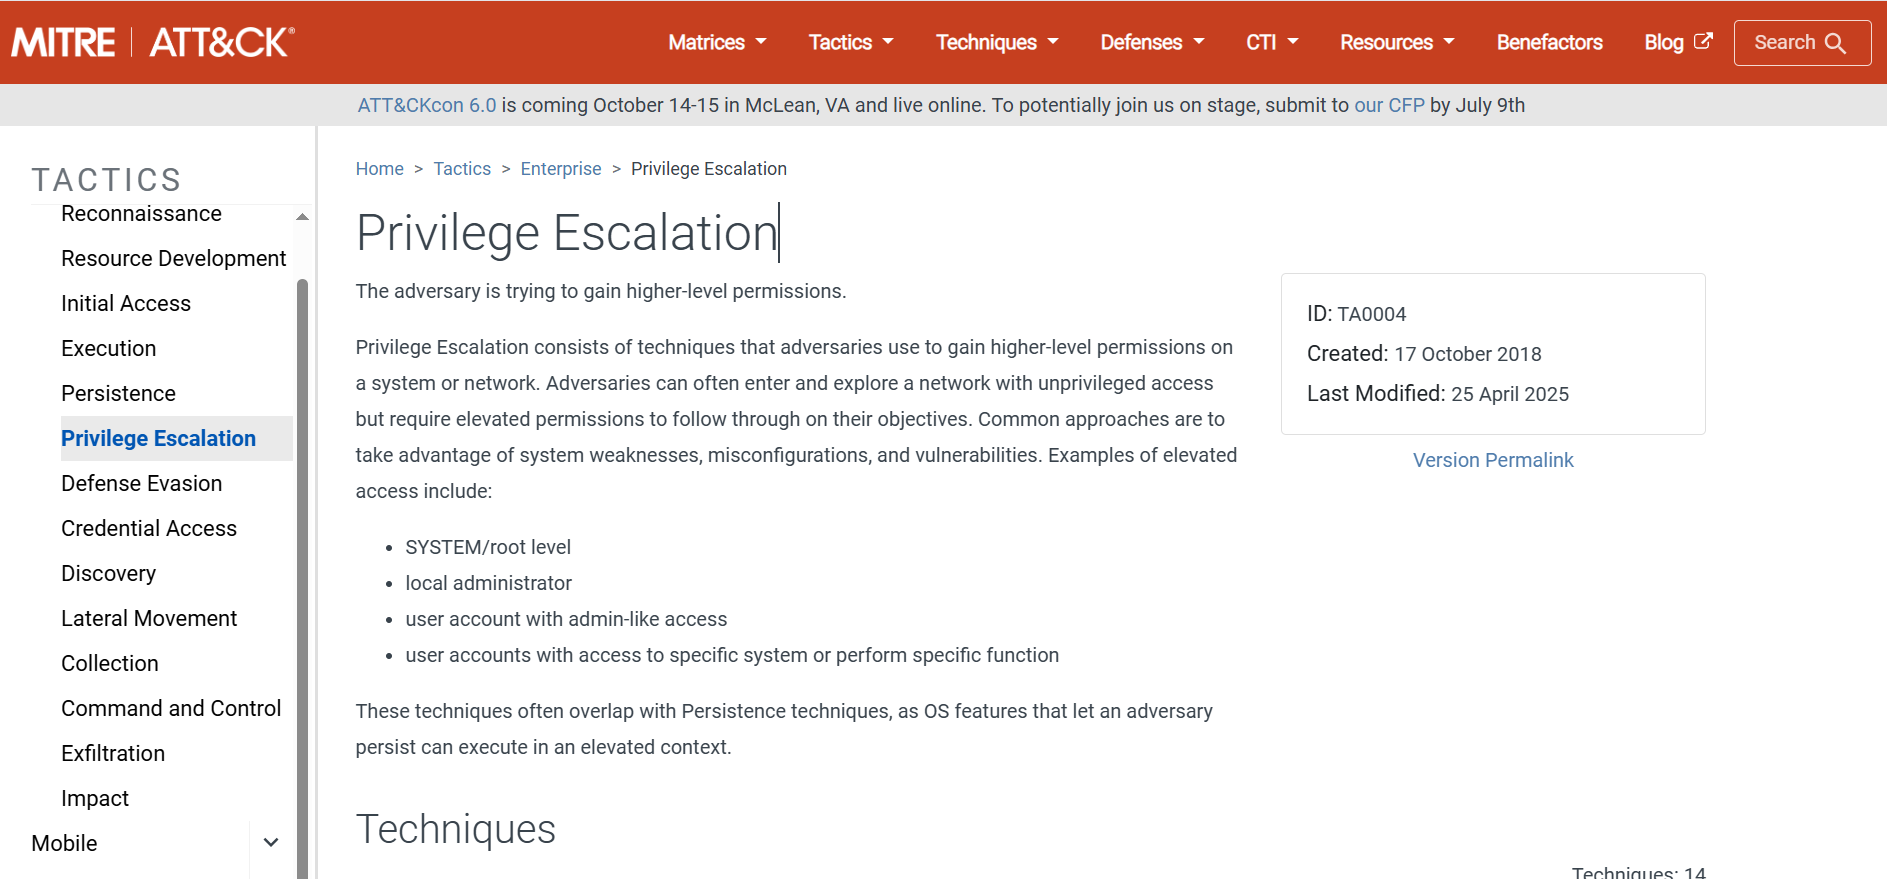 MITRE | ATT&CK®
Matrices
Tactics
Techniques
Defenses
CTI
Resources
Benefactors
Blog
Search
ATT&CKcon 6.0 is coming October 14-15 in McLean, VA and live online. To potentially join us on stage, submit to our CFP by July 9th
TACTICS
Reconnaissance
Resource Development
Initial Access
Execution
Persistence
Privilege Escalation
Defense Evasion
Credential Access
Discovery
Lateral Movement
Collection
Command and Control
Exfiltration
Impact
Mobile
Home > Tactics > Enterprise > Privilege Escalation
Privilege Escalation
The adversary is trying to gain higher-level permissions.
Privilege Escalation consists of techniques that adversaries use to gain higher-level permissions on
a system or network. Adversaries can often enter and explore a network with unprivileged access
but require elevated permissions to follow through on their objectives. Common approaches are to
take advantage of system weaknesses, misconfigurations, and vulnerabilities. Examples of elevated
access include:
• SYSTEM/root level
• local administrator
• user account with admin-like access
• user accounts with access to specific system or perform specific function
These techniques often overlap with Persistence techniques, as OS features that let an adversary
persist can execute in an elevated context.
ID: TA0004
Created: 17 October 2018
Last Modified: 25 April 2025
Version Permalink
Techniques
Techniques: 14